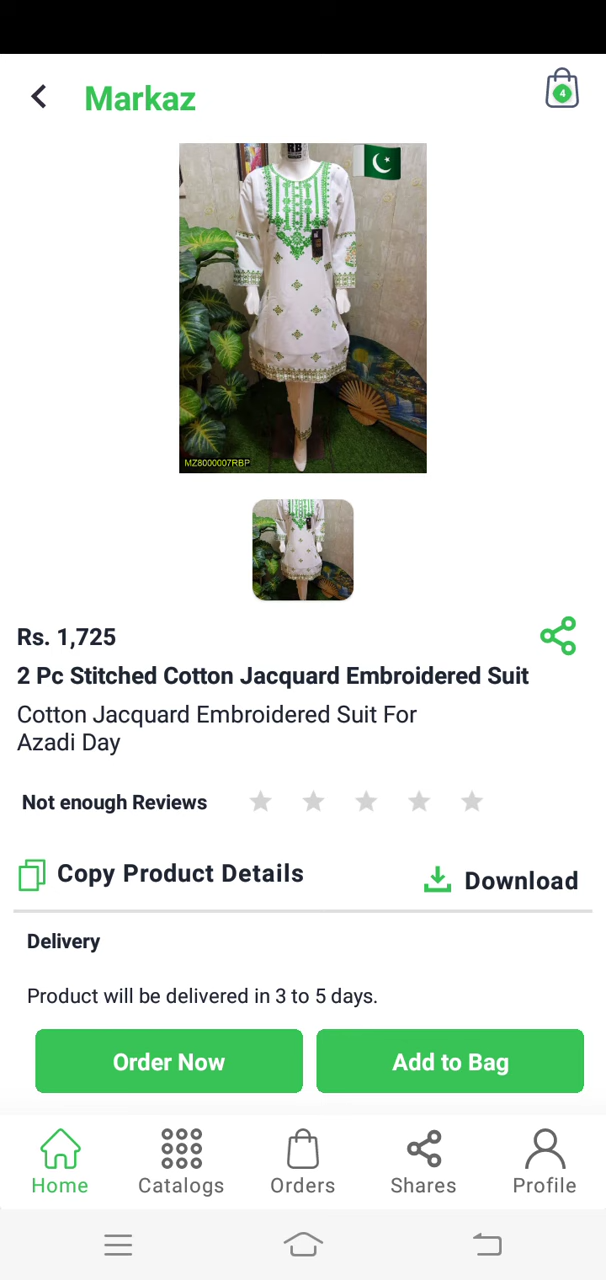 Markaz
4
RB
MZ8000007RBP
Rs. 1,725
2 Pc Stitched Cotton Jacquard Embroidered Suit
Cotton Jacquard Embroidered Suit For
Azadi Day
Not enough Reviews
Copy Product Details
Download
Delivery
Product will be delivered in 3 to 5 days.
Order Now
Add to Bag
Home
Catalogs
Orders
Shares
Profile